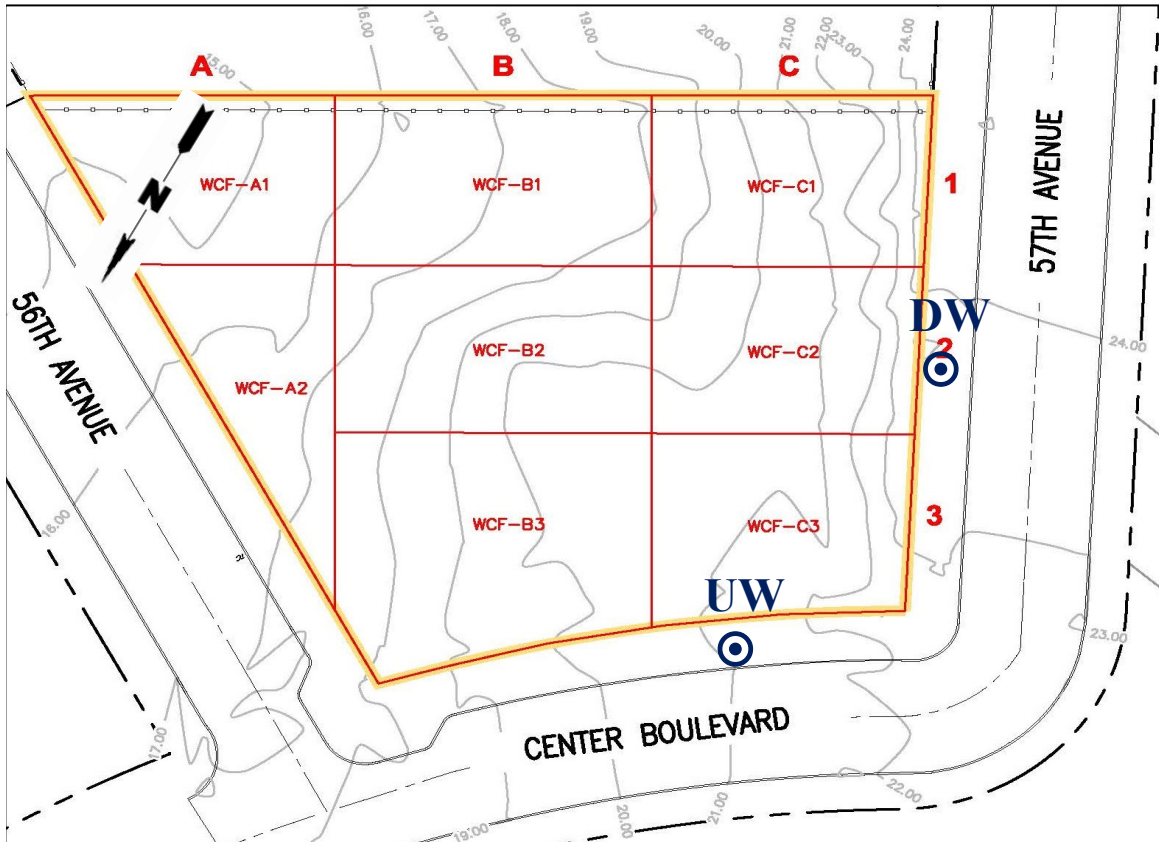 16.00
17.00
18.00
19.00
20.00
21.00
22.00
23.00
24.00
A
B
C
15.00
N
WCF-A1
WCF-B1
WCF-C1
1
57TH AVENUE
56TH AVENUE
DW
24.00
WCF-A2
WCF-B2
WCF-C2
2
16.00
WCF-B3
WCF-C3
3
UW
23.00
17.00
CENTER BOULEVARD
19.00
20.00
21.00
22.00